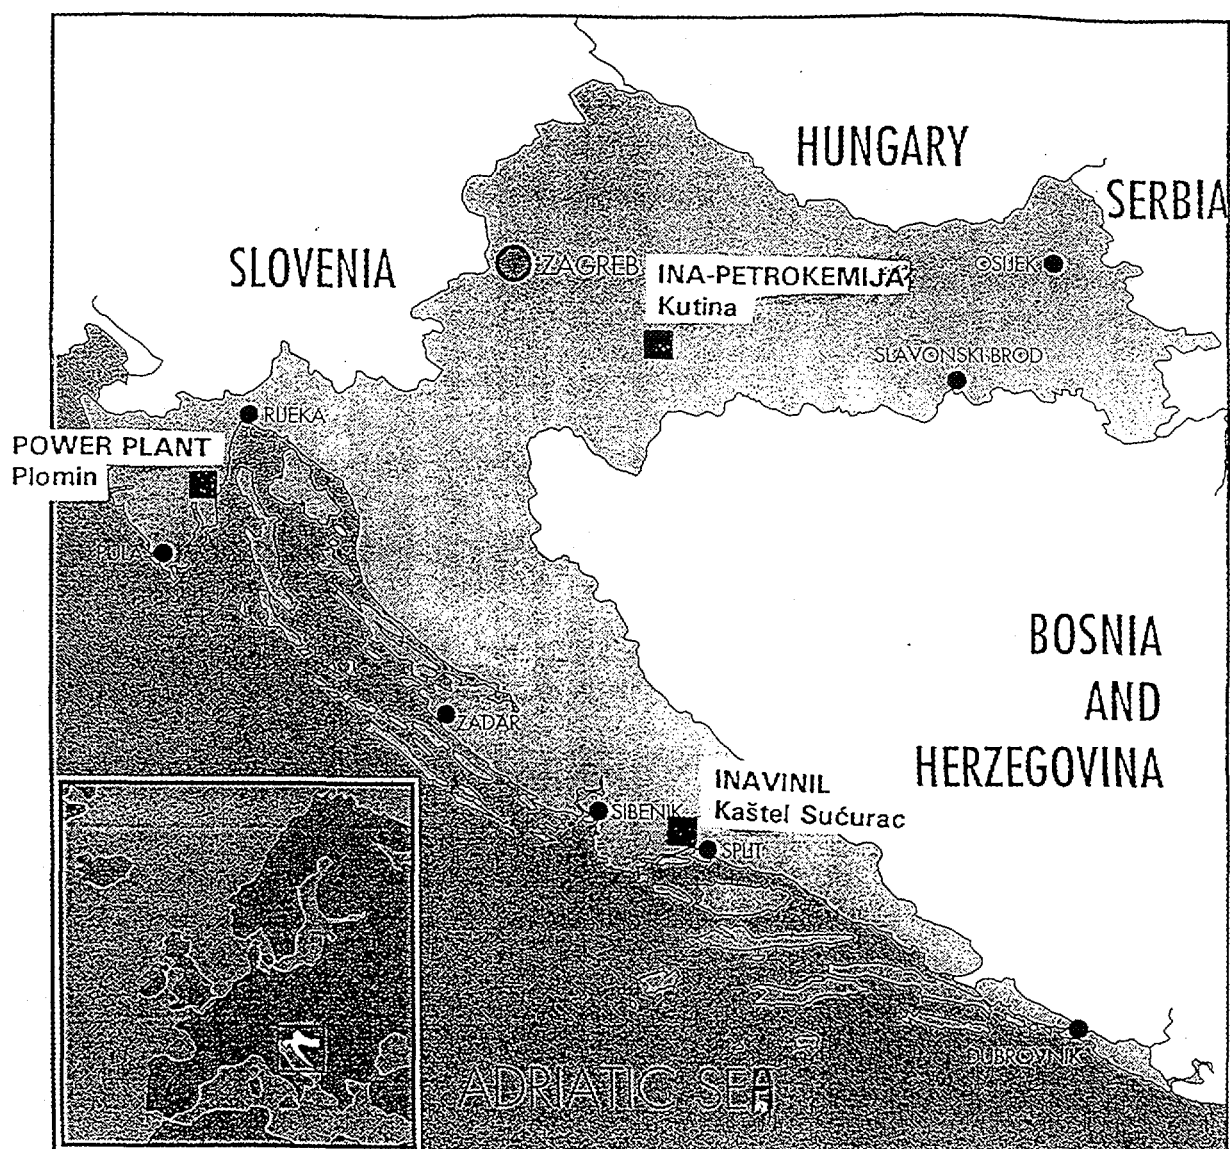 HUNGARY
SERBIA
SLOVENIA
ZAGREB
INA-PETROKEMIJA
Kutina
OSIJEK
SLAVONSKI BROD
RIJEKA
POWER PLANT
Plomin
PULA
BOSNIA
AND
HERZEGOVINA
ZADAR
INAVINIL
Kaštel Sućurac
ŠIBENIK
SPLIT
DUBROVNIK
ADRIATIC SEA